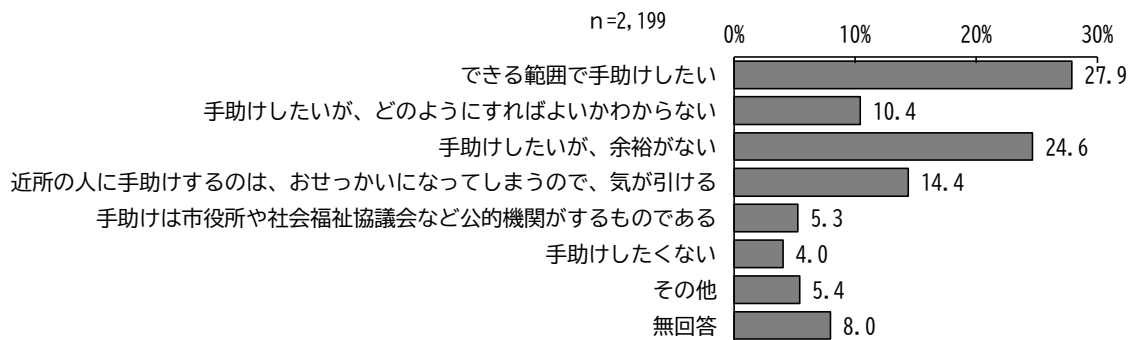 n=2,199
0% 10% 20% 30%
できる範囲で手助けしたい 27.9
手助けしたいが、どのようにすればよいかわからない 10.4
手助けしたいが、余裕がない 24.6
近所の人に手助けするのは、おせっかいになってしまうので、気が引ける 14.4
手助けは市役所や社会福祉協議会など公的機関がするものである 5.3
手助けしたくない 4.0
その他 5.4
無回答 8.0